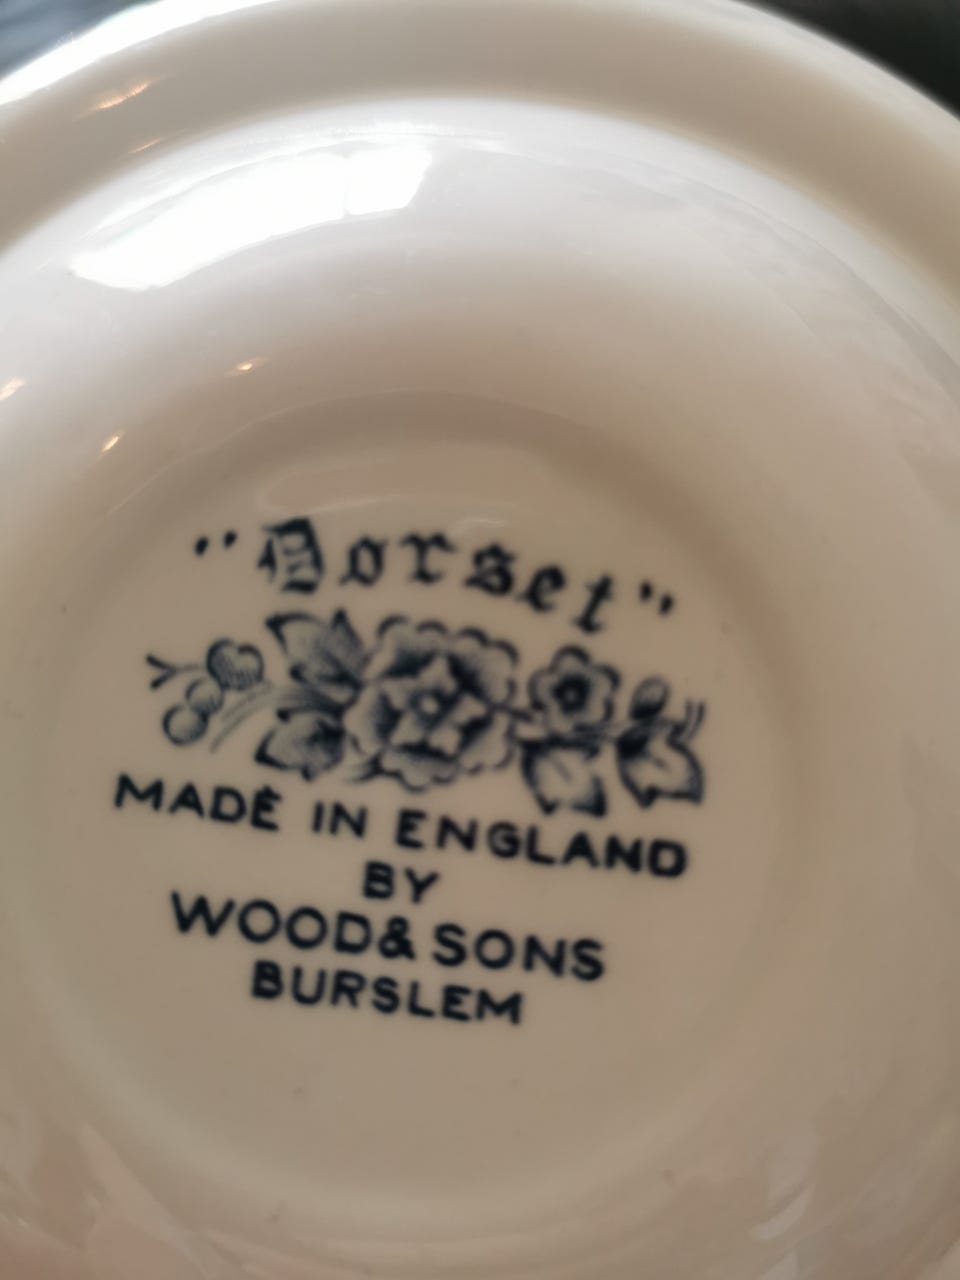 "Dorset"
MADE IN ENGLAND
BY
WOOD & SONS
BURSLEM